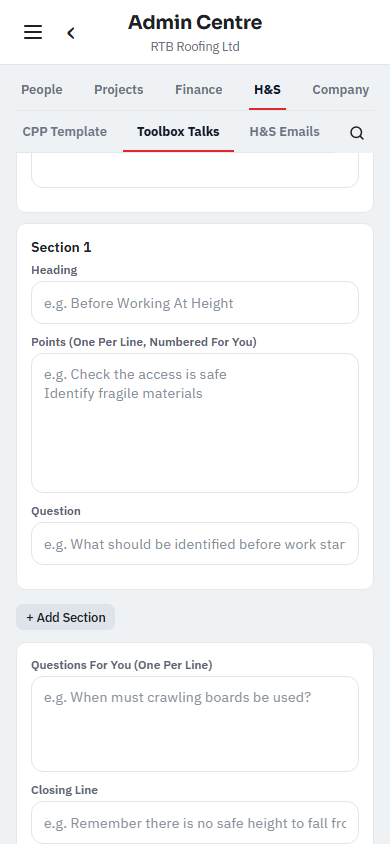 Admin Centre
RTB Roofing Ltd
People Projects Finance H&S Company
CPP Template Toolbox Talks H&S Emails
Section 1
Heading
e.g. Before Working At Height
Points (One Per Line, Numbered For You)
e.g. Check the access is safe
Identify fragile materials
Question
e.g. What should be identified before work star
+ Add Section
Questions For You (One Per Line)
e.g. When must crawling boards be used?
Closing Line
e.g. Remember there is no safe height to fall frc